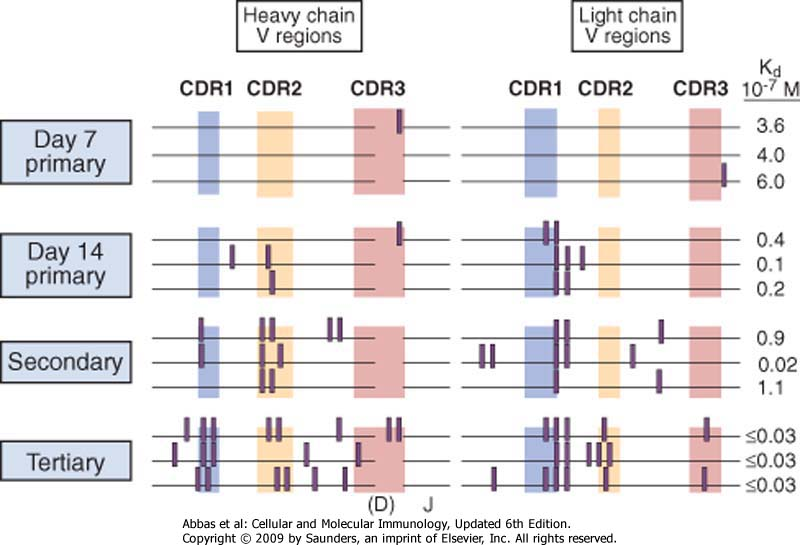 Heavy chain
V regions
Light chain
V regions
K_d
CDR1 CDR2 CDR3 CDR1 CDR2 CDR3 10⁻⁷ M
Day 7
primary
3.6
4.0
6.0
Day 14
primary
0.4
0.1
0.2
Secondary
0.9
0.02
1.1
Tertiary
≤0.03
≤0.03
≤0.03
(D) J
Abbas et al: Cellular and Molecular Immunology, Updated 6th Edition.
Copyright © 2009 by Saunders, an imprint of Elsevier, Inc. All rights reserved.